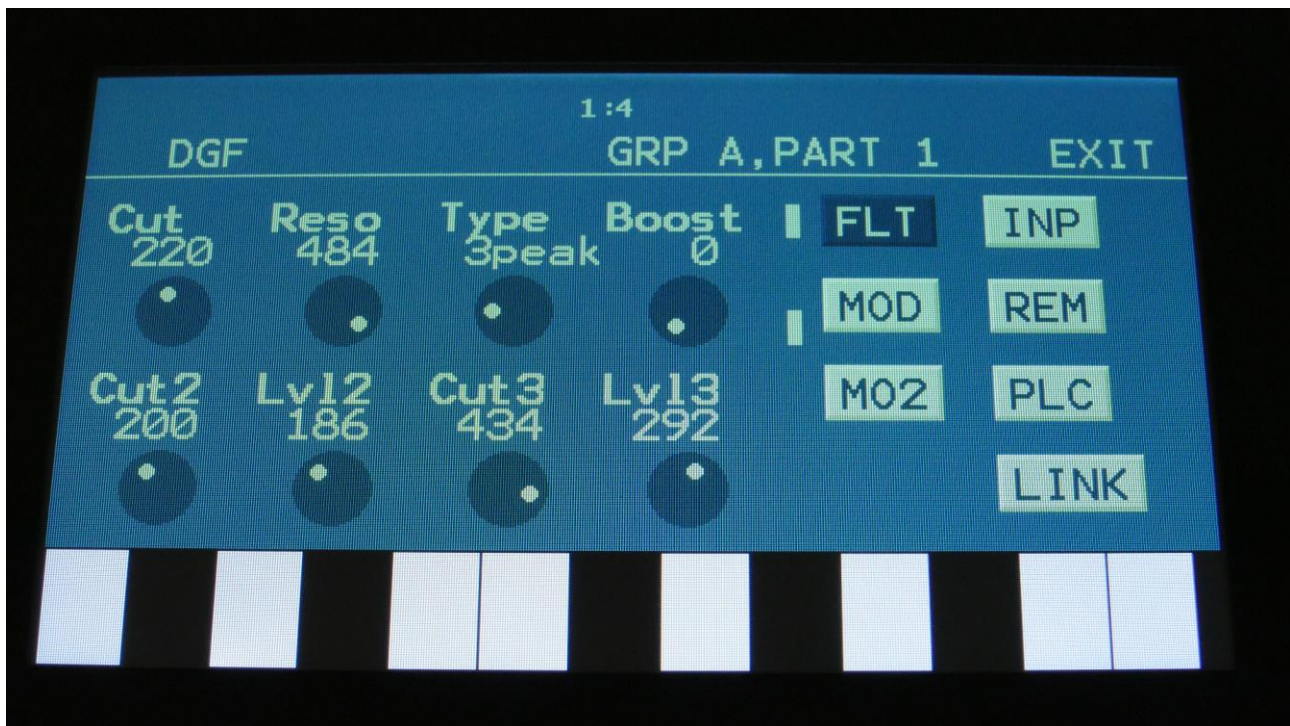 1:4
DGF GRP A,PART 1 EXIT
Cut Reso Type Boost FLT INP
220 484 3peak 0
MOD REM
Cut2 Lvl2 Cut3 Lvl3 MO2 PLC
200 186 434 292
LINK